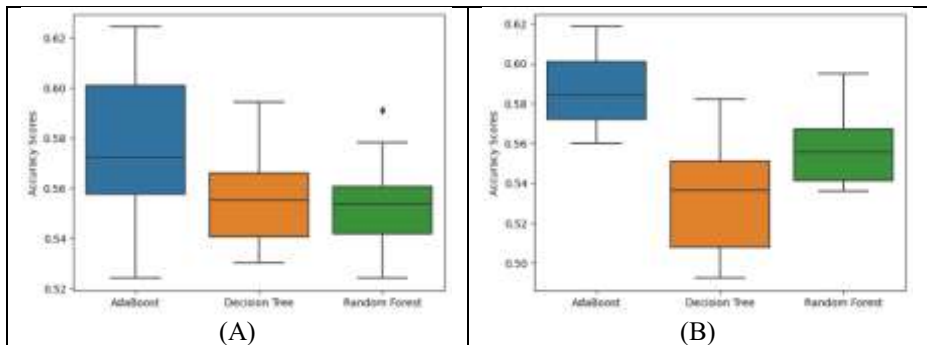 Accuracy Scores
0.62
0.60
0.58
0.56
0.54
0.52
AdaBoost Decision Tree Random Forest
(A)
Accuracy Scores
0.62
0.60
0.58
0.56
0.54
0.52
0.50
AdaBoost Decision Tree Random Forest
(B)